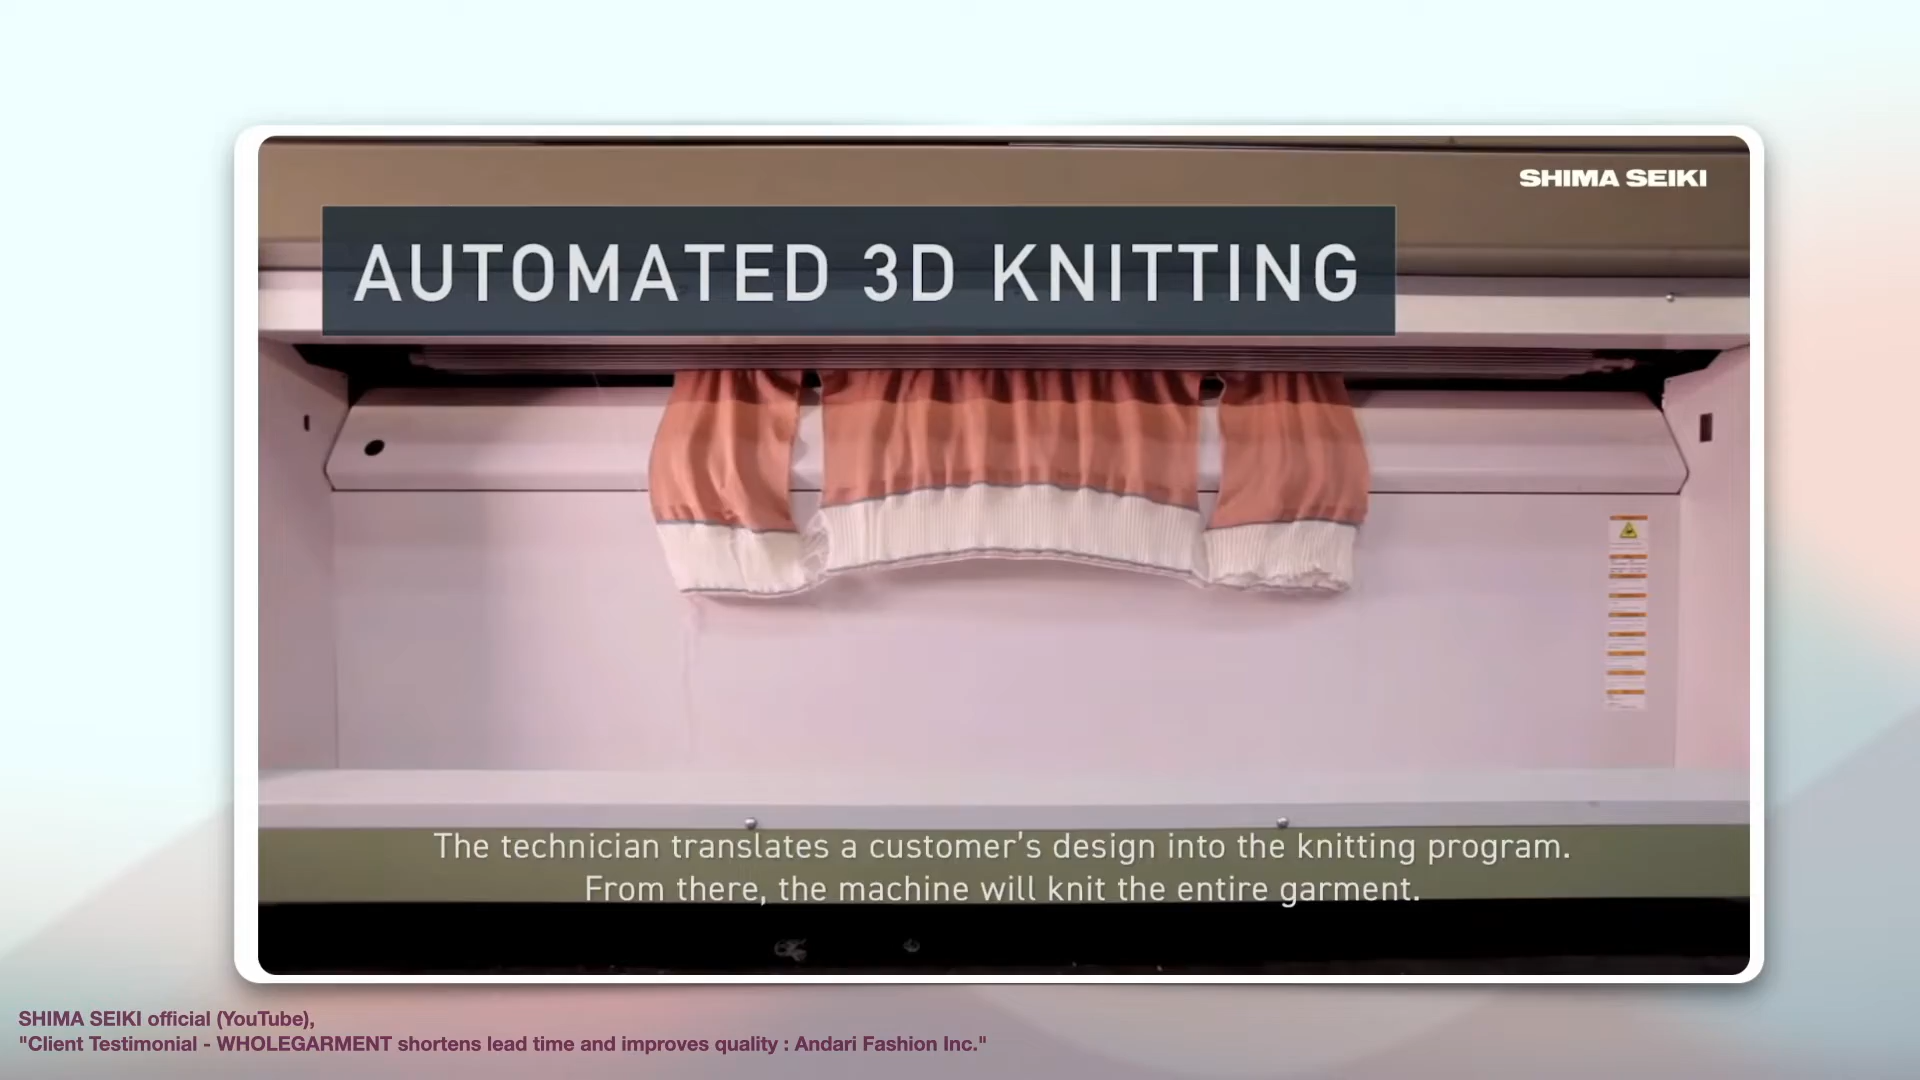 SHIMA SEIKI
AUTOMATED 3D KNITTING
The technician translates a customer's design into the knitting program.
From there, the machine will knit the entire garment.
SHIMA SEIKI official (YouTube),
"Client Testimonial - WHOLEGARMENT shortens lead time and improves quality : Andari Fashion Inc."